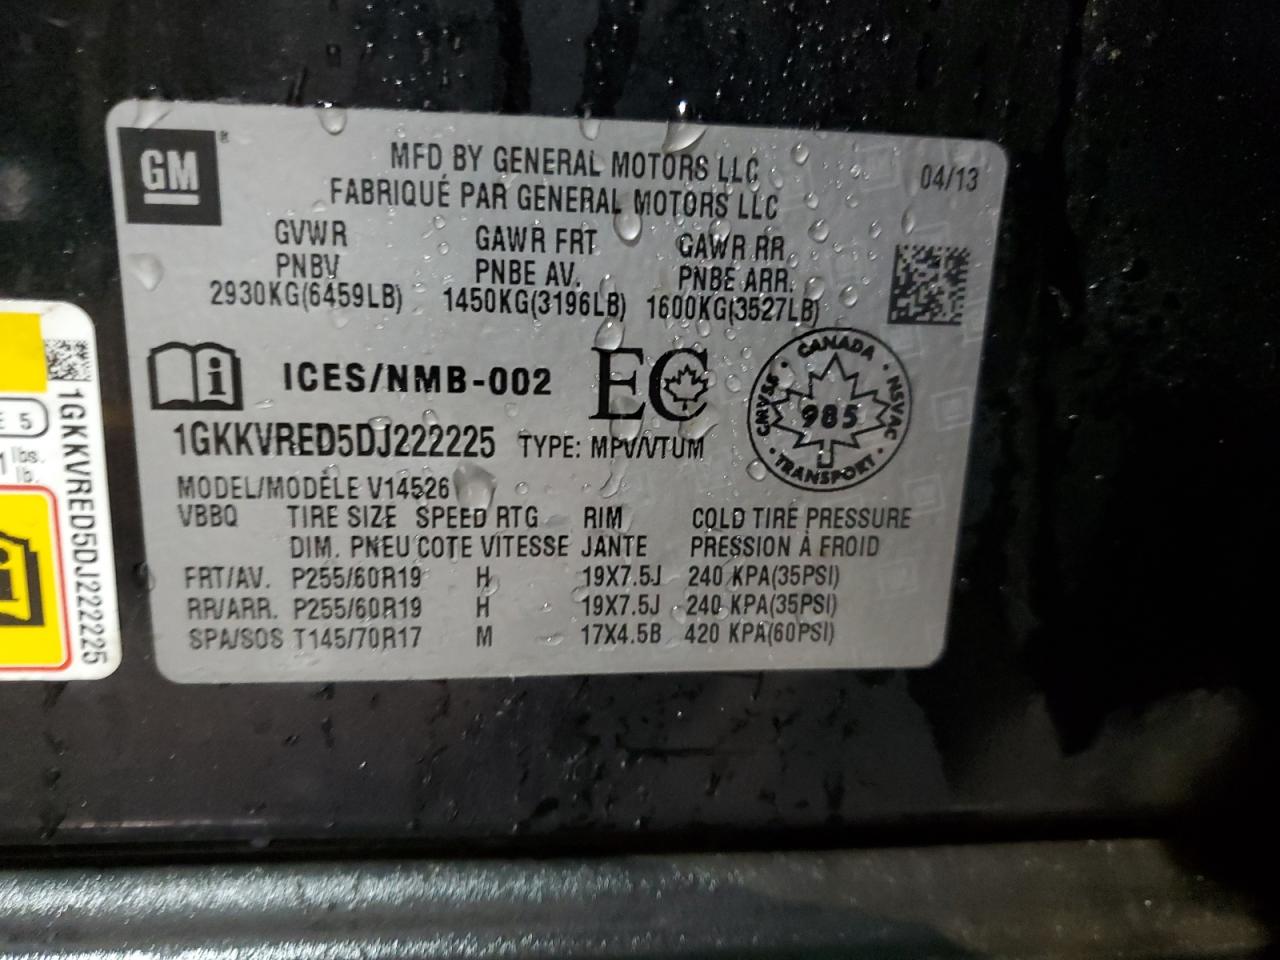 GM ®
MFD BY GENERAL MOTORS LLC 04/13
FABRIQUÉ PAR GENERAL MOTORS LLC
GVWR GAWR FRT GAWR RR
PNBV PNBE AV. PNBE ARR.
2930KG(6459LB) 1450KG(3196LB) 1600KG(3527LB)
i ICES/NMB-002 EC
CANADA
CMVSS 985 NSVAC
TRANSPORT
1GKKVRED5DJ222225 TYPE: MPV/VTUM
MODEL/MODÈLE V14526
VBBQ TIRE SIZE SPEED RTG RIM COLD TIRE PRESSURE
DIM. PNEU COTE VITESSE JANTE PRESSION À FROID
FRT/AV. P255/60R19 H 19X7.5J 240 KPA(35PSI)
RR/ARR. P255/60R19 H 19X7.5J 240 KPA(35PSI)
SPA/SOS T145/70R17 M 17X4.5B 420 KPA(60PSI)
E 5
lbs.
lb.
i
1GKKVRED5DJ222225